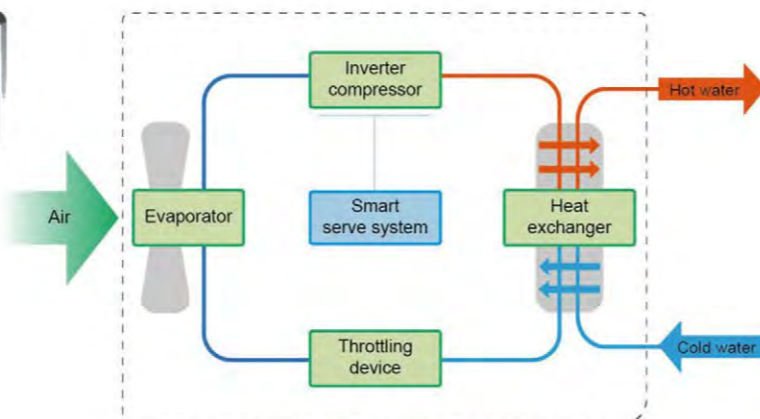 Inverter
compressor
Hot water
Air
Evaporator
Smart
serve system
Heat
exchanger
Throttling
device
Cold water